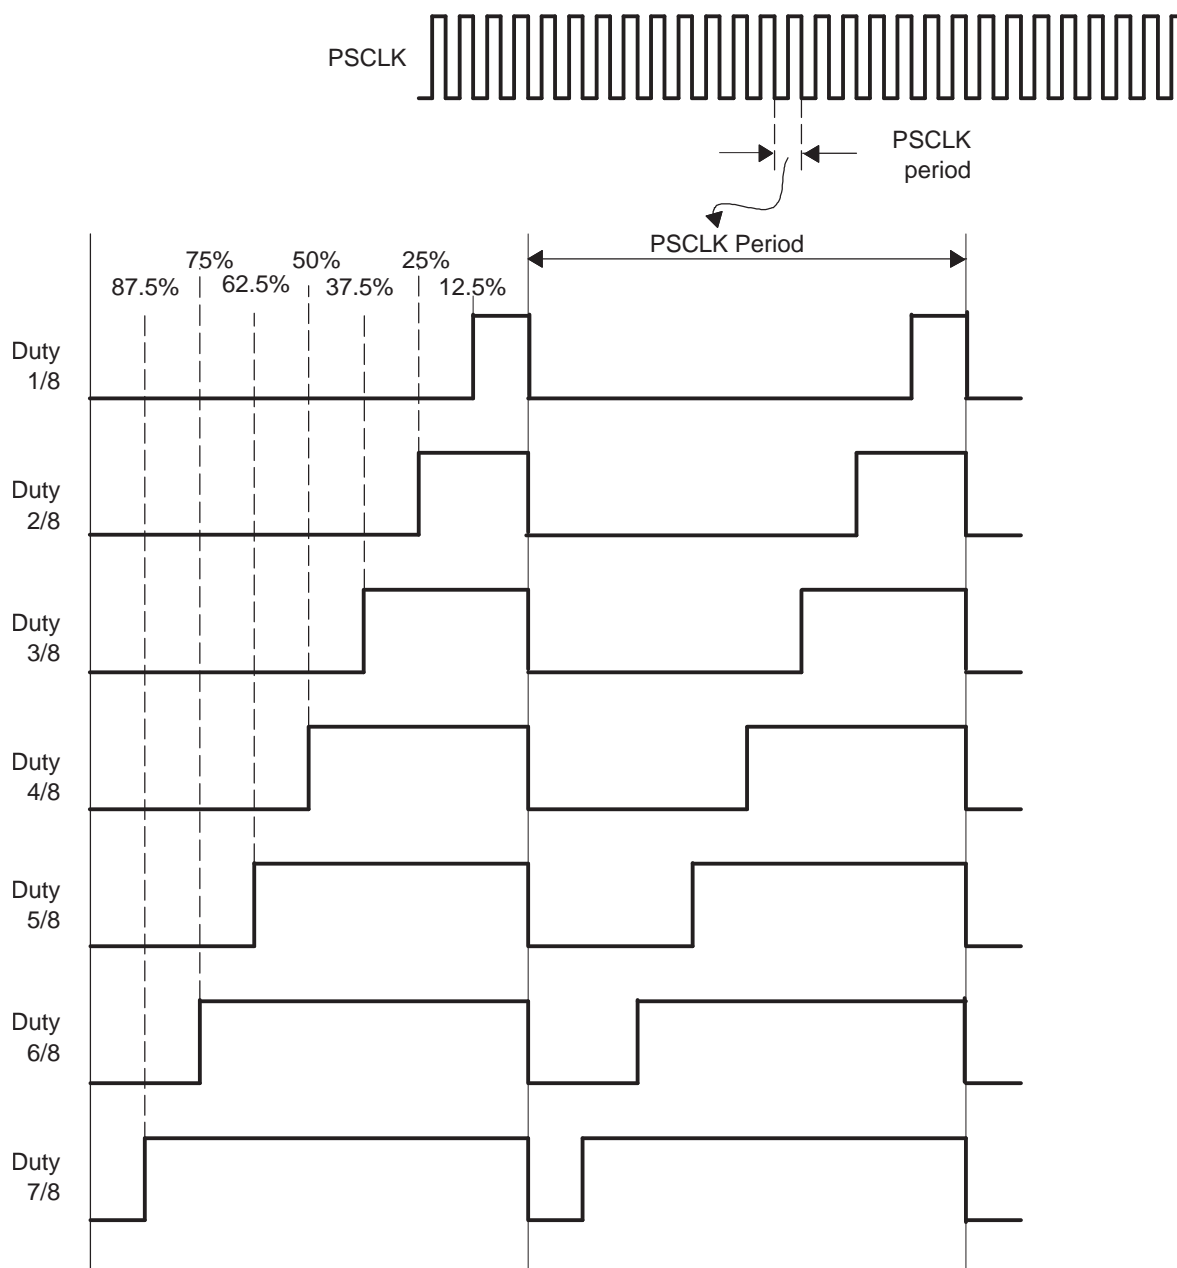 PSCLK
PSCLK
period
PSCLK Period
75%
50%
25%
87.5%
62.5%
37.5%
12.5%
Duty
1/8
Duty
2/8
Duty
3/8
Duty
4/8
Duty
5/8
Duty
6/8
Duty
7/8